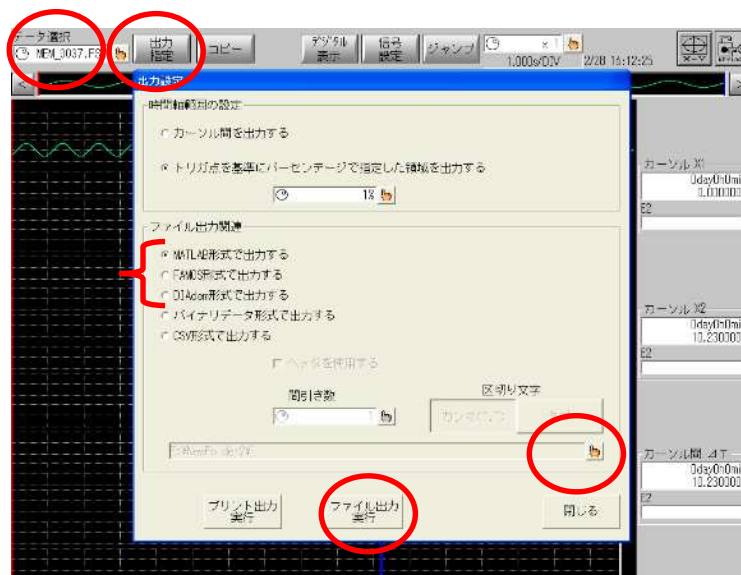 データ選択
MEM_3037.FS
出力
指定
コピー
デジタル
表示
信号
設定
ジャンプ
x 1
1.000s/DIV
2/28 16:12:25
X-Y
出力設定
時間軸範囲の設定
カーソル間を出力する
トリガ点を基準にパーセンテージで指定した領域を出力する
1%
ファイル出力関連
MATLAB形式で出力する
FAMOS形式で出力する
DIAdem形式で出力する
バイナリデータ形式で出力する
CSV形式で出力する
ヘッダを使用する
間引き数
1
区切り文字
プリント出力
実行
ファイル出力
実行
閉じる
カーソル X1
0day0h0mi
0.000000
E2
カーソル X2
0day0h0mi
10.230000
E2
カーソル間 ΔT
0day0h0mi
10.230000
E2